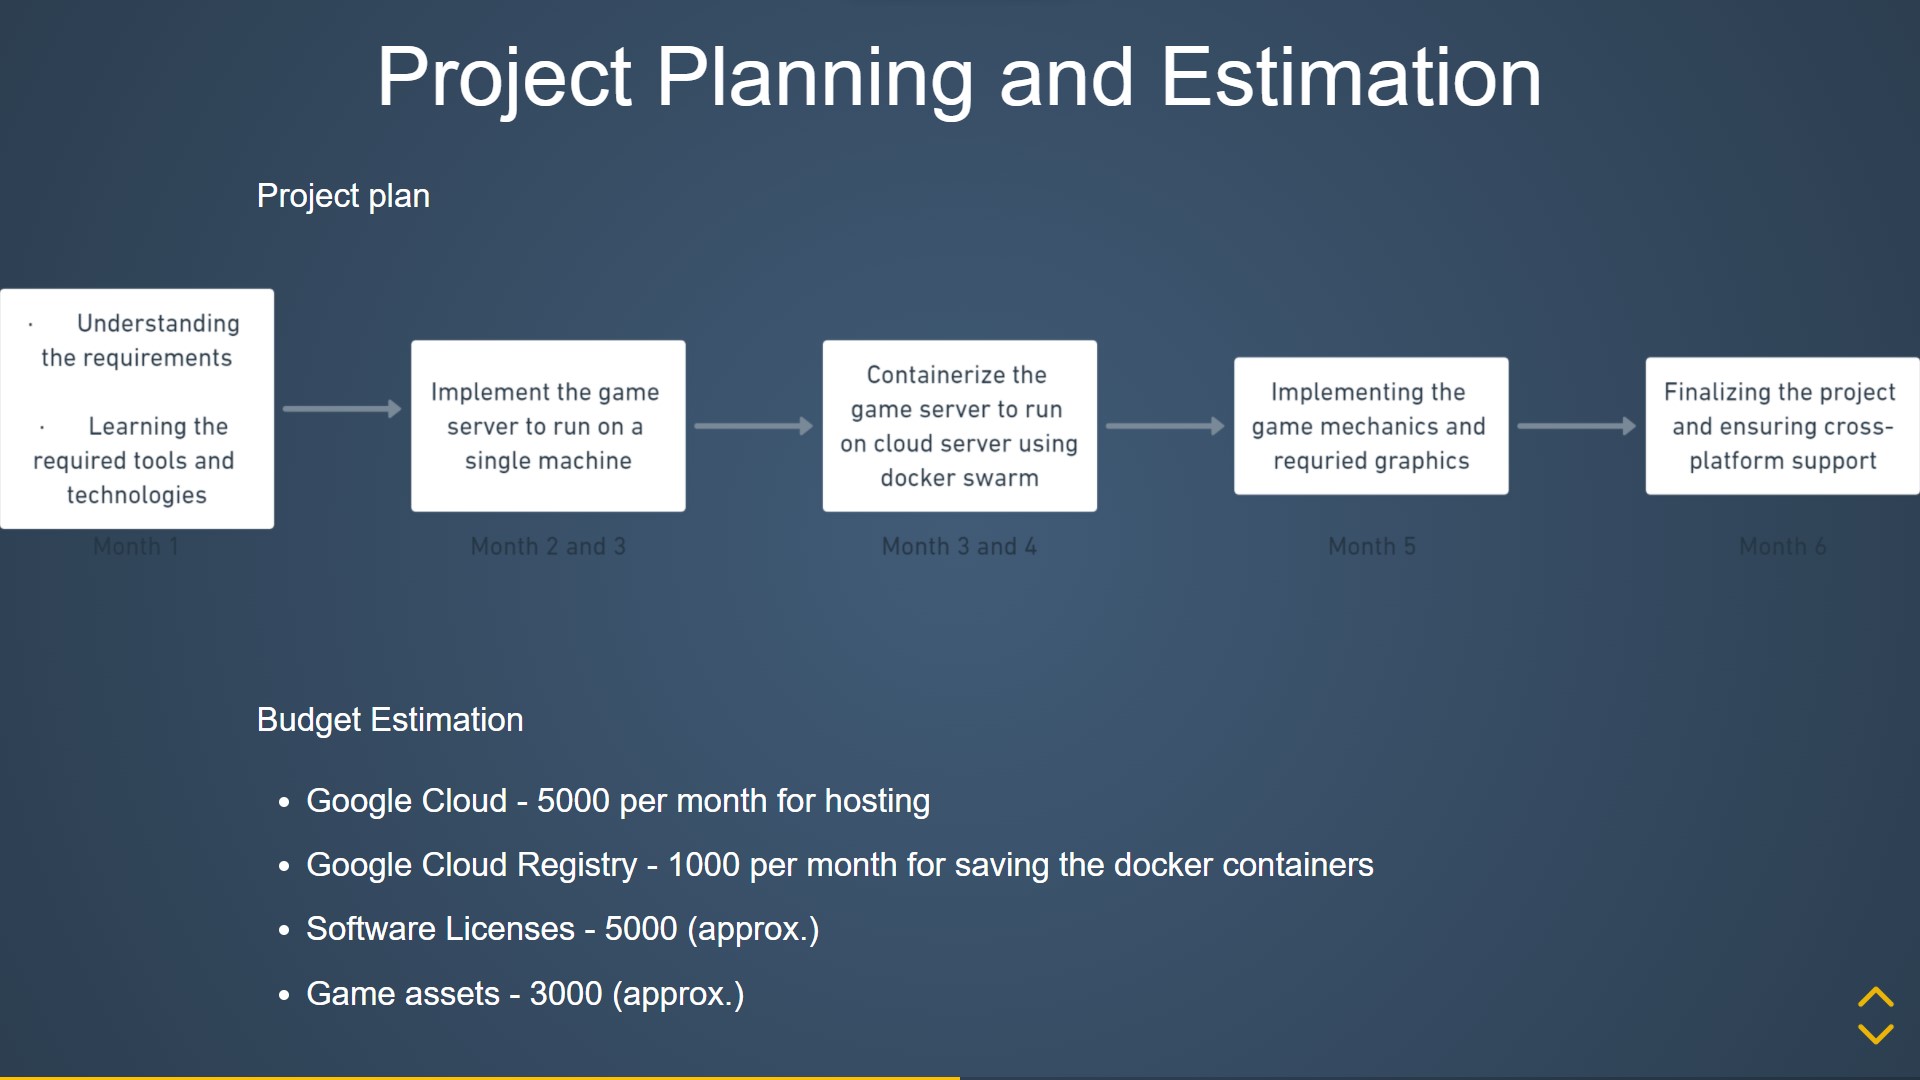 Project Planning and Estimation
Project plan
· Understanding
the requirements
· Learning the
required tools and
technologies
Month 1
Implement the game
server to run on a
single machine
Month 2 and 3
Containerize the
game server to run
on cloud server using
docker swarm
Month 3 and 4
Implementing the
game mechanics and
requried graphics
Month 5
Finalizing the project
and ensuring cross-
platform support
Month 6
Budget Estimation
• Google Cloud - 5000 per month for hosting
• Google Cloud Registry - 1000 per month for saving the docker containers
• Software Licenses - 5000 (approx.)
• Game assets - 3000 (approx.)